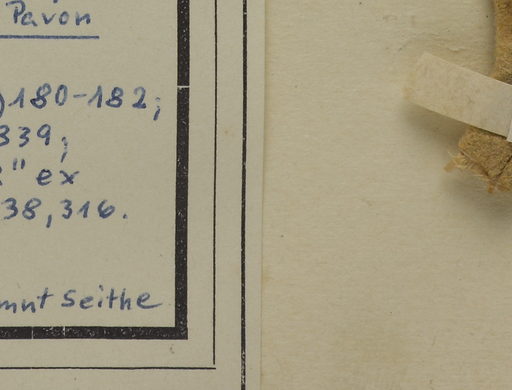 Pavon
)180-182;
339;
" ex
38,316.
mnt Seithe